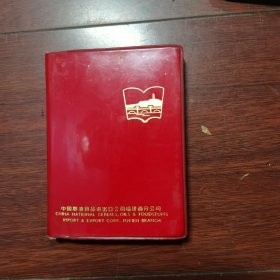 中国粮油食品进出口公司福建省分公司
CHINA NATIONAL CEREALS, OILS & FOODSTUFFS
IMPORT & EXPORT CORP. FUKIEN BRANCH